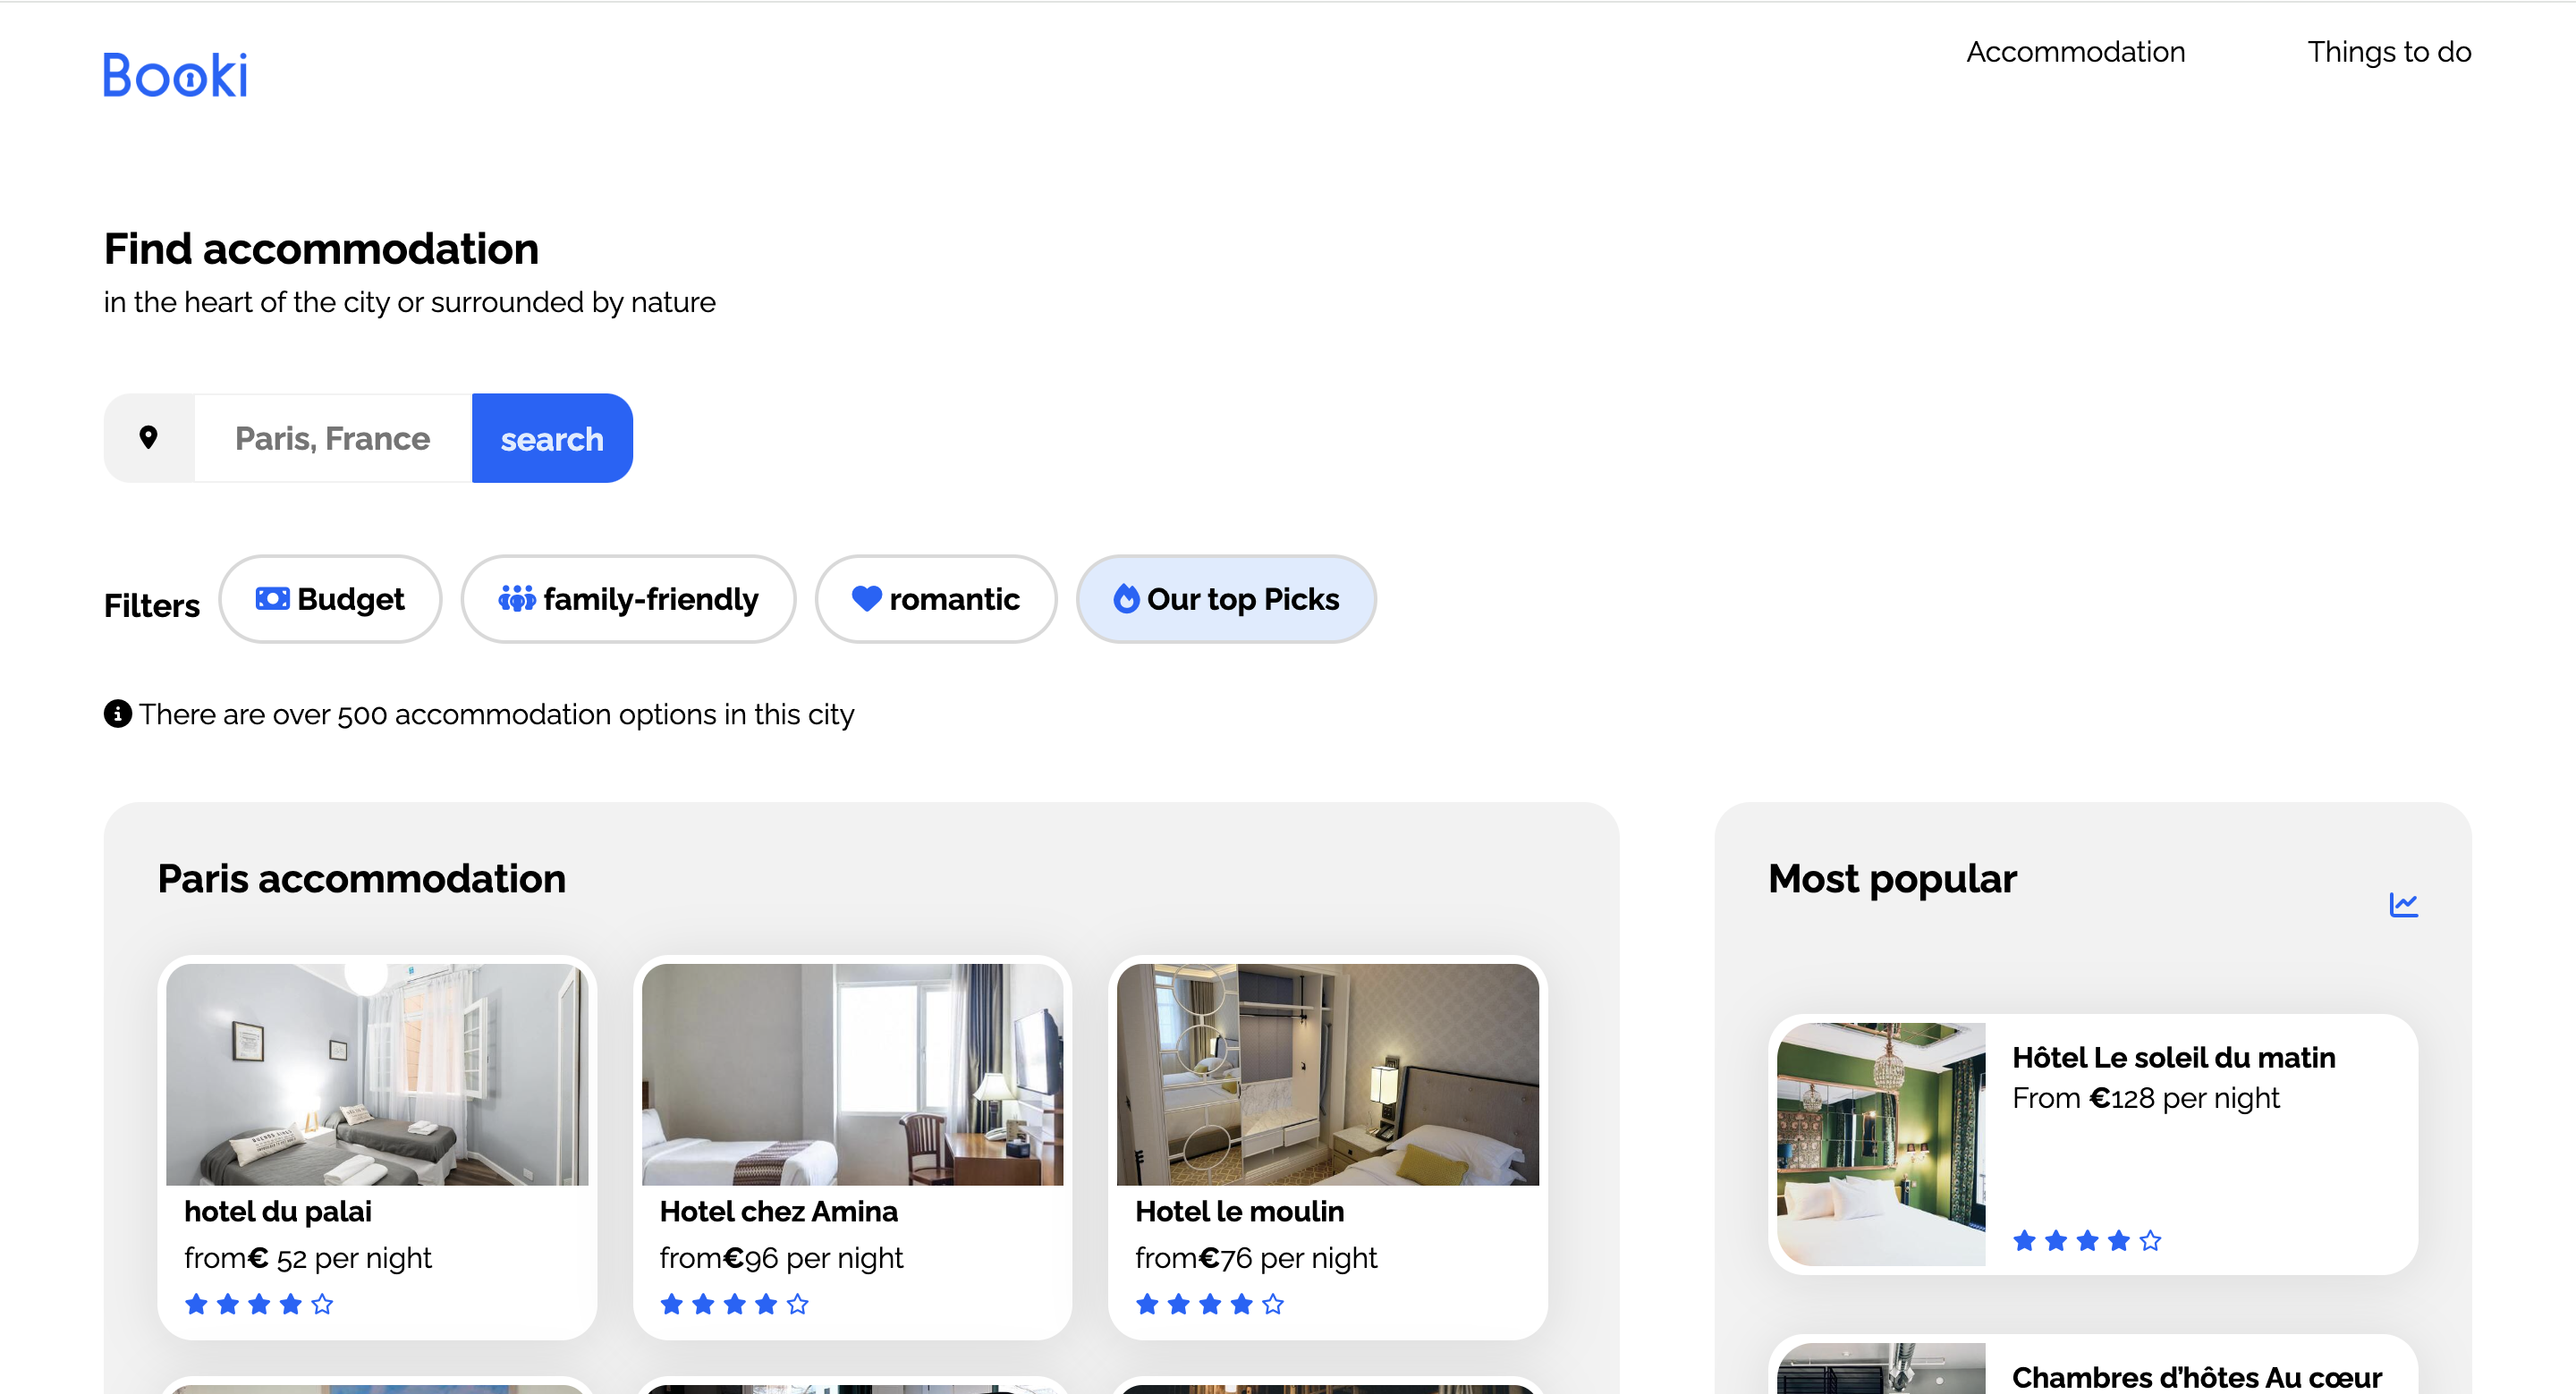 Booki
Accommodation
Things to do
Find accommodation
in the heart of the city or surrounded by nature
Paris, France
search
Filters
Budget
family-friendly
romantic
Our top Picks
There are over 500 accommodation options in this city
Paris accommodation
hotel du palai
from€ 52 per night
Hotel chez Amina
from€96 per night
Hotel le moulin
from€76 per night
Most popular
Hôtel Le soleil du matin
From €128 per night
Chambres d’hôtes Au cœur